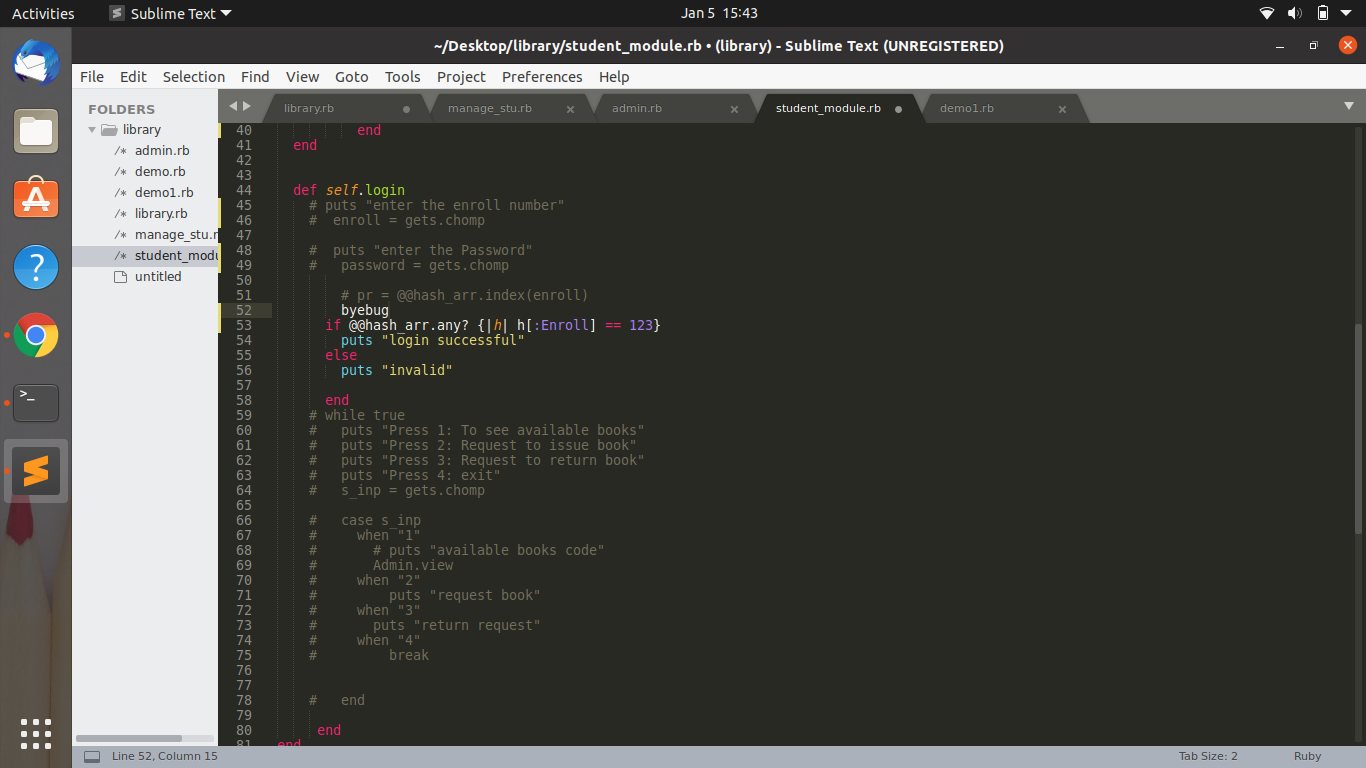 Activities Sublime Text Jan 5 15:43
~/Desktop/library/student_module.rb • (library) - Sublime Text (UNREGISTERED)
File Edit Selection Find View Goto Tools Project Preferences Help
FOLDERS
library
/* admin.rb
/* demo.rb
/* demo1.rb
/* library.rb
/* manage_stu.r
/* student_modu
untitled
library.rb manage_stu.rb admin.rb student_module.rb demo1.rb
40 end
41 end
42
43
44 def self.login
45 # puts "enter the enroll number"
46 # enroll = gets.chomp
47
48 # puts "enter the Password"
49 # password = gets.chomp
50
51 # pr = @@hash_arr.index(enroll)
52 byebug
53 if @@hash_arr.any? {|h| h[:Enroll] == 123}
54 puts "login successful"
55 else
56 puts "invalid"
57
58 end
59 # while true
60 # puts "Press 1: To see available books"
61 # puts "Press 2: Request to issue book"
62 # puts "Press 3: Request to return book"
63 # puts "Press 4: exit"
64 # s_inp = gets.chomp
65
66 # case s_inp
67 # when "1"
68 # # puts "available books code"
69 # Admin.view
70 # when "2"
71 # puts "request book"
72 # when "3"
73 # puts "return request"
74 # when "4"
75 # break
76
77
78 # end
79
80 end
81 end
Line 52, Column 15 Tab Size: 2 Ruby